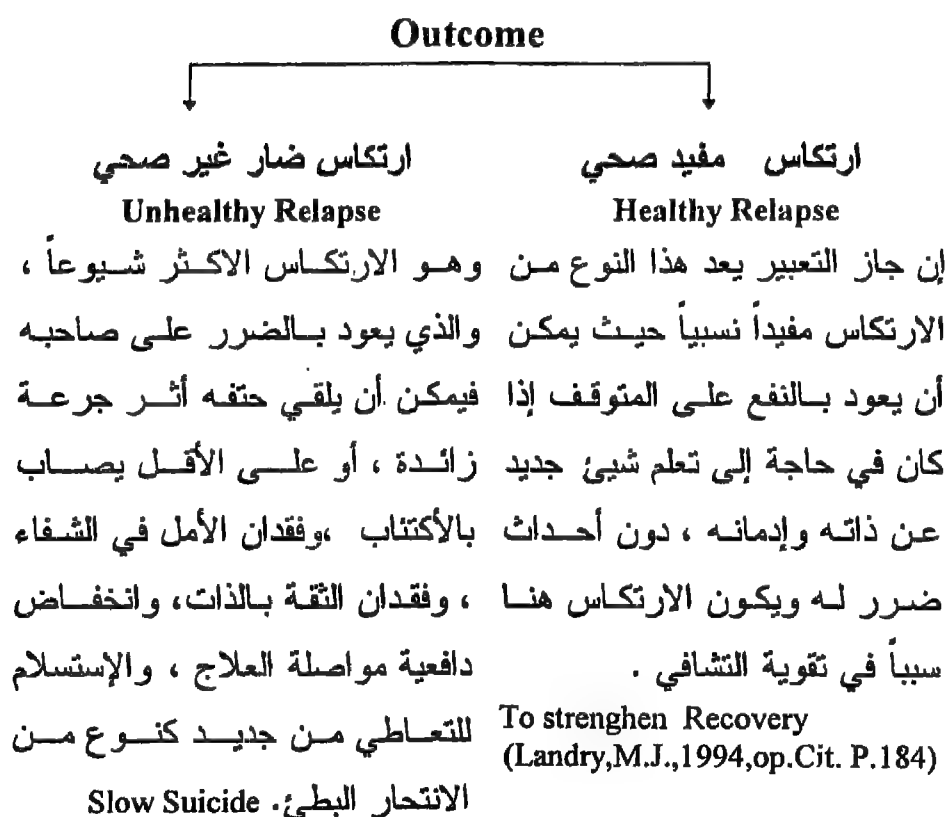 Outcome
ارتكاس مفيد صحي
Healthy Relapse
إن جاز التعبير يعد هذا النوع من
الارتكاس مفيداً نسبياً حيث يمكن
أن يعود بالنفع على المتوقف إذا
كان في حاجة إلى تعلم شيئ جديد
عن ذاته وإدمانه ، دون أحداث
ضرر له ويكون الارتكاس هنا
سبباً في تقوية التشافي .
To strenghen Recovery
(Landry,M.J.,1994,op.Cit. P.184)
ارتكاس ضار غير صحي
Unhealthy Relapse
وهو الارتكاس الاكثر شيوعاً ،
والذي يعود بالضرر على صاحبه
فيمكن أن يلقي حتفه أثر جرعة
زائدة ، أو على الأقل يصاب
بالأكتئاب ،وفقدان الأمل في الشفاء
، وفقدان الثقة بالذات، وانخفاض
دافعية مواصلة العلاج ، والإستسلام
للتعاطي من جديد كنوع من
الانتحار البطئ. Slow Suicide